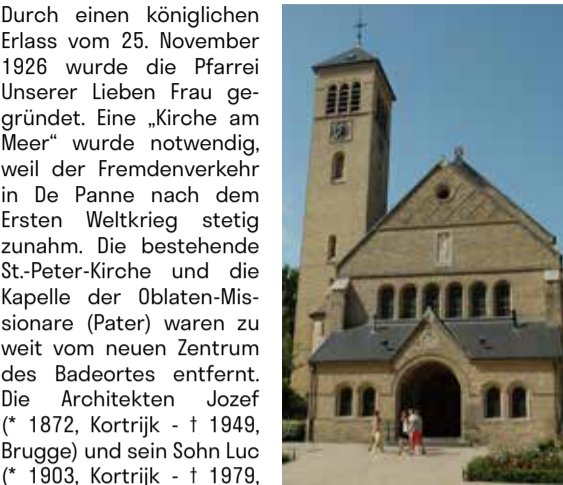 Durch einen königlichen
Erlass vom 25. November
1926 wurde die Pfarrei
Unserer Lieben Frau ge-
gründet. Eine „Kirche am
Meer“ wurde notwendig,
weil der Fremdenverkehr
in De Panne nach dem
Ersten Weltkrieg stetig
zunahm. Die bestehende
St.-Peter-Kirche und die
Kapelle der Oblaten-Mis-
sionare (Pater) waren zu
weit vom neuen Zentrum
des Badeortes entfernt.
Die Architekten Jozef
(* 1872, Kortrijk - † 1949,
Brugge) und sein Sohn Luc
(* 1903, Kortrijk - † 1979,